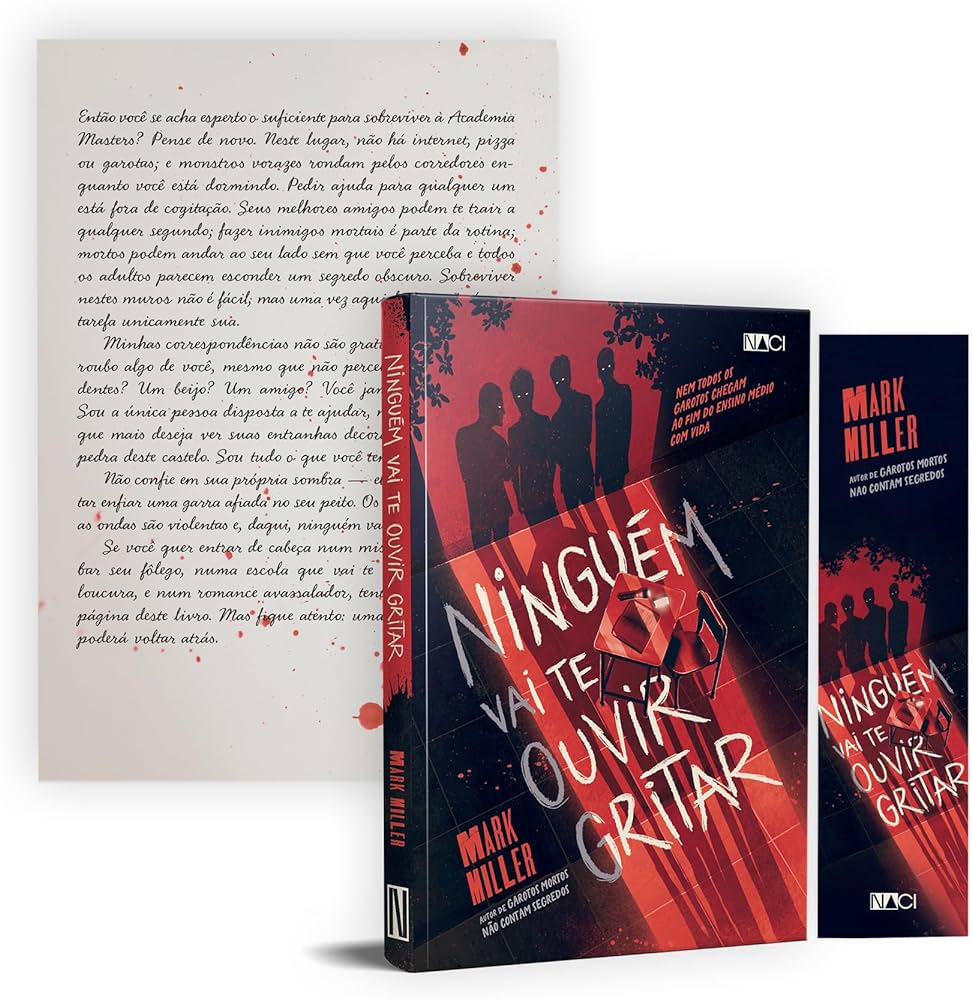 Então você se acha esperto o suficiente para sobreviver à Academia
Masters? Pense de novo. Neste lugar, não há internet, pizza
ou garotas; e monstros vorazes rondam pelos corredores en-
quanto você está dormindo. Pedir ajuda para qualquer um
está fora de cogitação. Seus melhores amigos podem te trair a
qualquer segundo; fazer inimigos mortais é parte da rotina;
mortos podem andar ao seu lado sem que você perceba e todos
os adultos parecem esconder um segredo obscuro. Sobreviver
nestes muros não é fácil, mas uma vez
tarefa unicamente sua.
Minhas correspondências não são
roubo algo de você, mesmo que não
dentes? Um beijo? Um amigo? Você
Sou a única pessoa disposta a te ajudar,
que mais deseja ver suas entranhas
pedra deste castelo. Sou tudo o que você
Não confie em sua própria sombra —
tar enfiar uma garra afiada no seu peito. Os
as ondas são violentas e, daqui, ninguém
Se você quer entrar de cabeça num
bar seu fôlego, numa escola que vai te
loucura, e num romance avassalador,
página deste livro. Mas fique atento:
poderá voltar atrás.
NINGUÉM VAI TE OUVIR GRITAR
MARK MILLER
N
NACI
NEM TODOS OS
GAROTOS CHEGAM
AO FIM DO ENSINO MÉDIO
COM VIDA
NINGUÉM
VAI TE
OUVIR
GRITAR
MARK
MILLER
AUTOR DE GAROTOS MORTOS
NÃO CONTAM SEGREDOS
MARK
MILLER
AUTOR DE GAROTOS MORTOS
NÃO CONTAM SEGREDOS
NINGUÉM
VAI TE
OUVIR
GRITAR
NACI